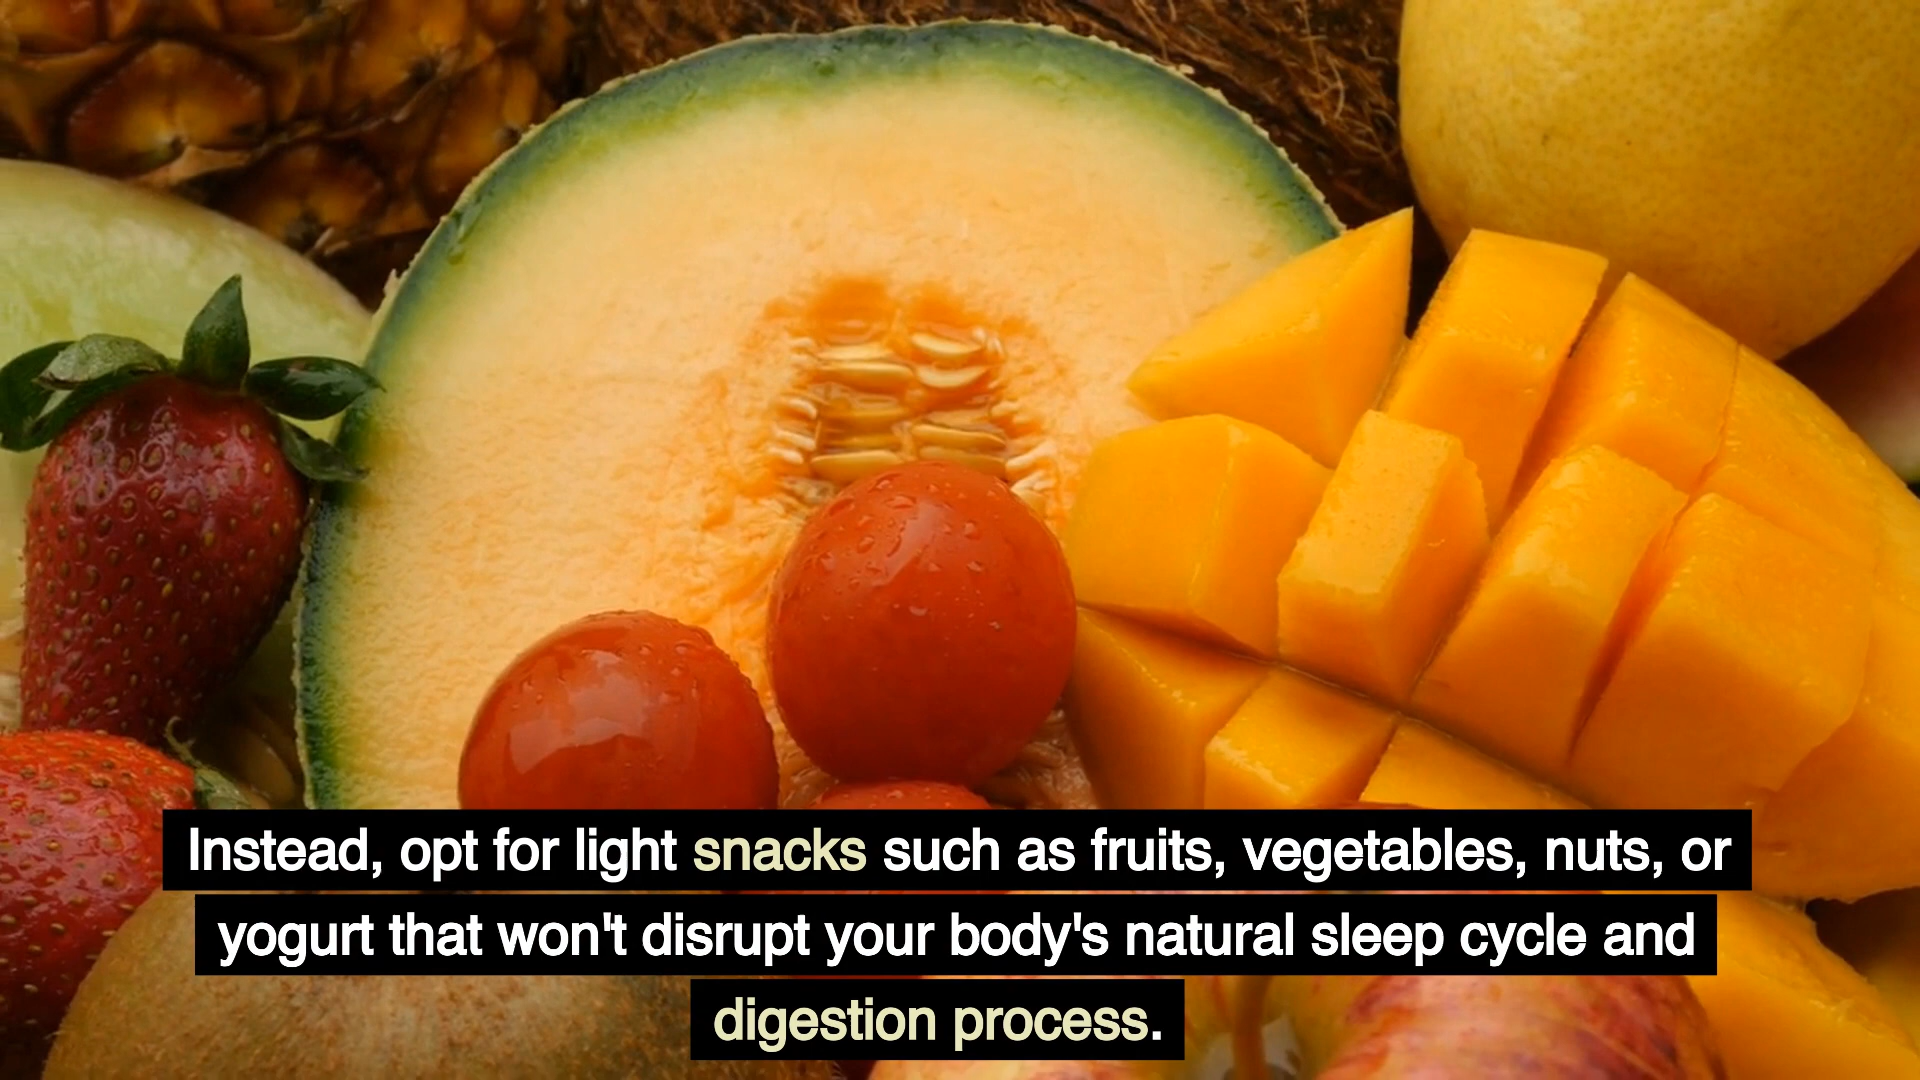 Instead, opt for light snacks such as fruits, vegetables, nuts, or
yogurt that won't disrupt your body's natural sleep cycle and
digestion process.